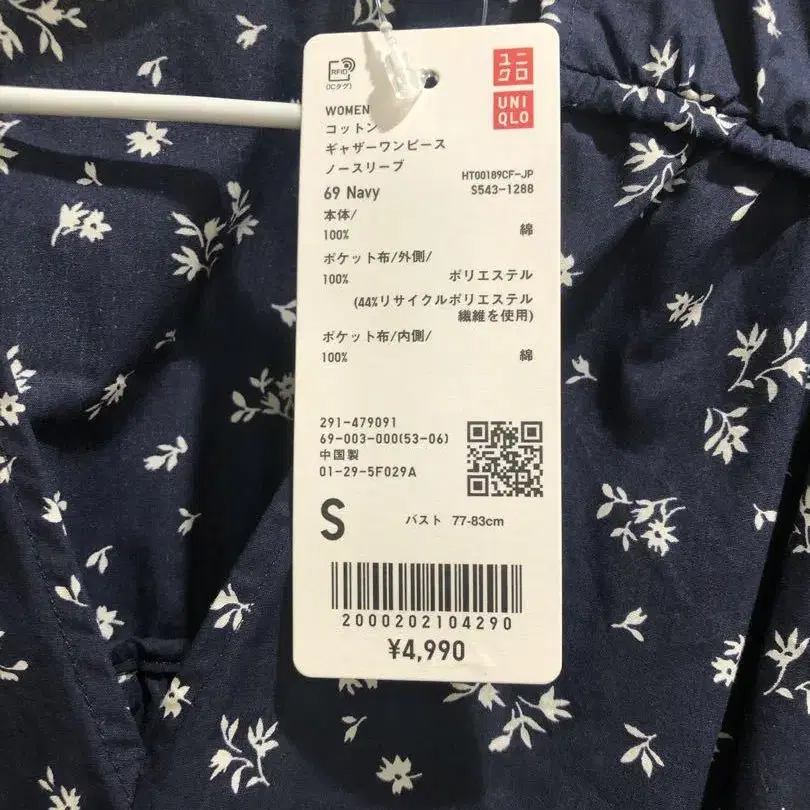 RFID
(ICタグ)
ユニ
クロ
UNI
QLO
WOMEN
コットン
ギャザーワンピース
ノースリーブ
HT00189CF-JP
69 Navy
S543-1288
本体/
100% 綿
ポケット布/外側/
100% ポリエステル
(44%リサイクルポリエステル
繊維を使用)
ポケット布/内側/
100% 綿
291-479091
69-003-000(53-06)
中国製
01-29-5F029A
S バスト 77-83cm
2000202104290
¥4,990